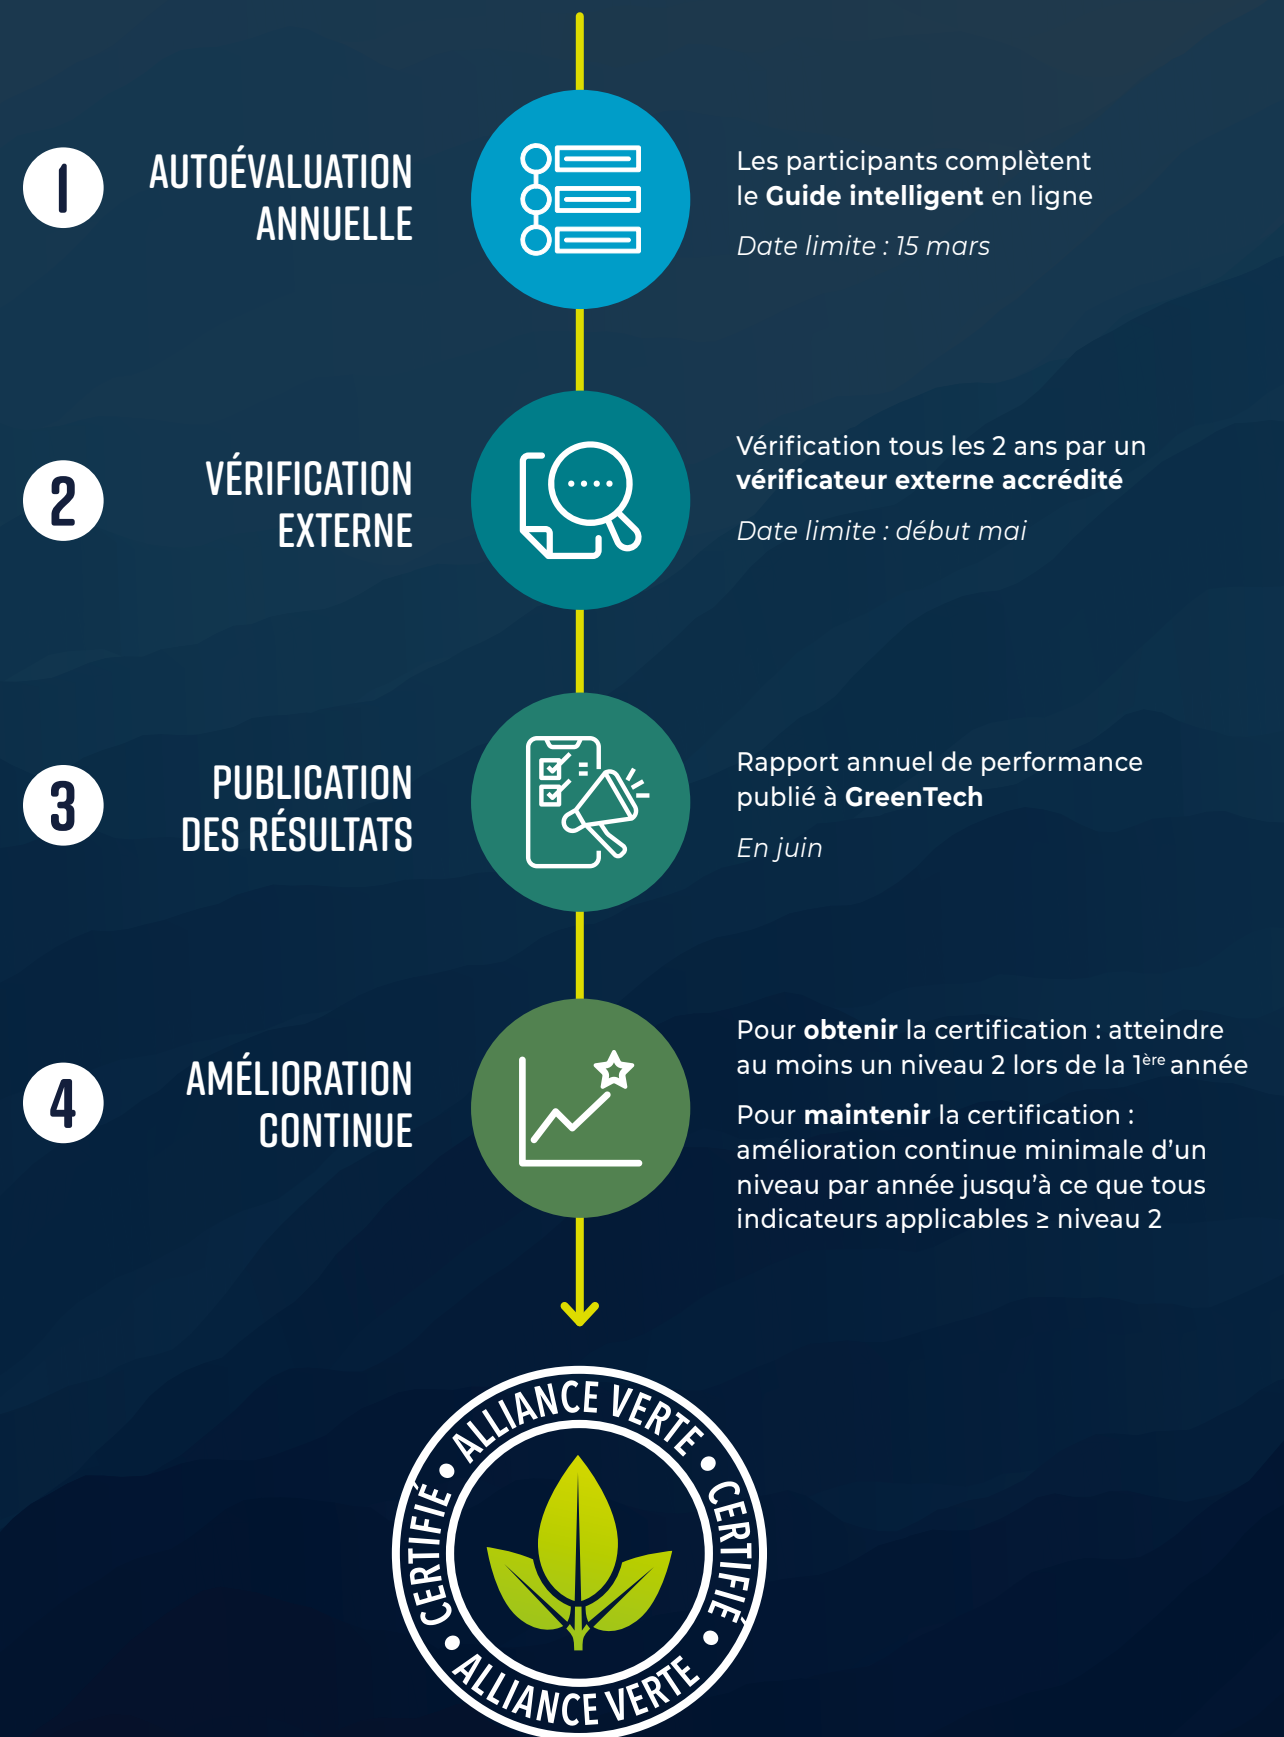 1
AUTOÉVALUATION
ANNUELLE
Les participants complètent
le Guide intelligent en ligne
Date limite : 15 mars
2
VÉRIFICATION
EXTERNE
Vérification tous les 2 ans par un
vérificateur externe accrédité
Date limite : début mai
3
PUBLICATION
DES RÉSULTATS
Rapport annuel de performance
publié à GreenTech
En juin
4
AMÉLIORATION
CONTINUE
Pour obtenir la certification : atteindre
au moins un niveau 2 lors de la 1ère année
Pour maintenir la certification :
amélioration continue minimale d’un
niveau par année jusqu’à ce que tous
indicateurs applicables ≥ niveau 2
• ALLIANCE VERTE • CERTIFIÉ • ALLIANCE VERTE • CERTIFIÉ